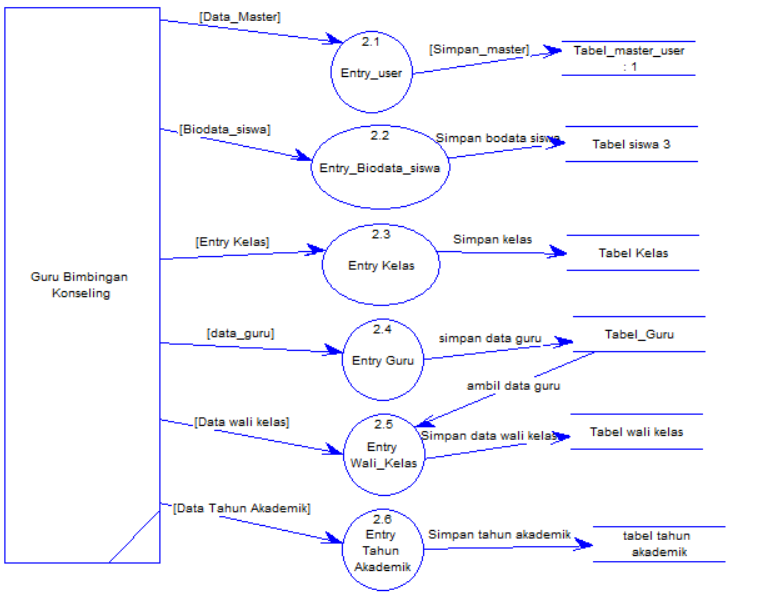 [Data_Master]
2.1
Entry_user
[Simpan_master]
Tabel_master_user
: 1
[Biodata_siswa]
2.2
Entry_Biodata_siswa
Simpan bodata siswa
Tabel siswa 3
Guru Bimbingan
Konseling
[Entry Kelas]
2.3
Entry Kelas
Simpan kelas
Tabel Kelas
[data_guru]
2.4
Entry Guru
simpan data guru
Tabel_Guru
ambil data guru
[Data wali kelas]
2.5
Entry
Wali_Kelas
Simpan data wali kelas
Tabel wali kelas
[Data Tahun Akademik]
2.6
Entry
Tahun
Akademik
Simpan tahun akademik
tabel tahun
akademik